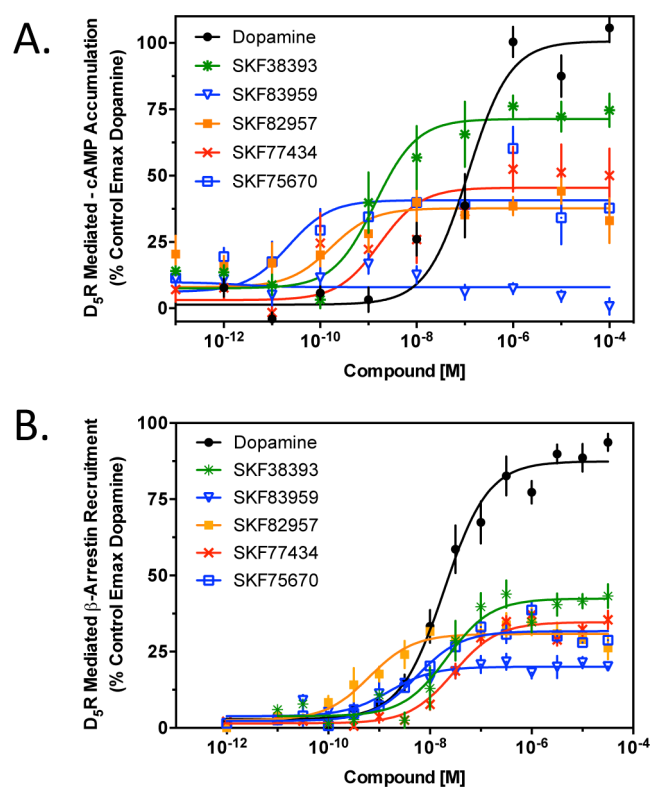 A.
D₅R Mediated - cAMP Accumulation
(% Control Emax Dopamine)
100
75
50
25
0
Dopamine
SKF38393
SKF83959
SKF82957
SKF77434
SKF75670
10⁻¹²
10⁻¹⁰
10⁻⁸
10⁻⁶
10⁻⁴
Compound [M]
B.
D₅R Mediated β-Arrestin Recruitment
(% Control Emax Dopamine)
100
75
50
25
0
Dopamine
SKF38393
SKF83959
SKF82957
SKF77434
SKF75670
10⁻¹²
10⁻¹⁰
10⁻⁸
10⁻⁶
10⁻⁴
Compound [M]